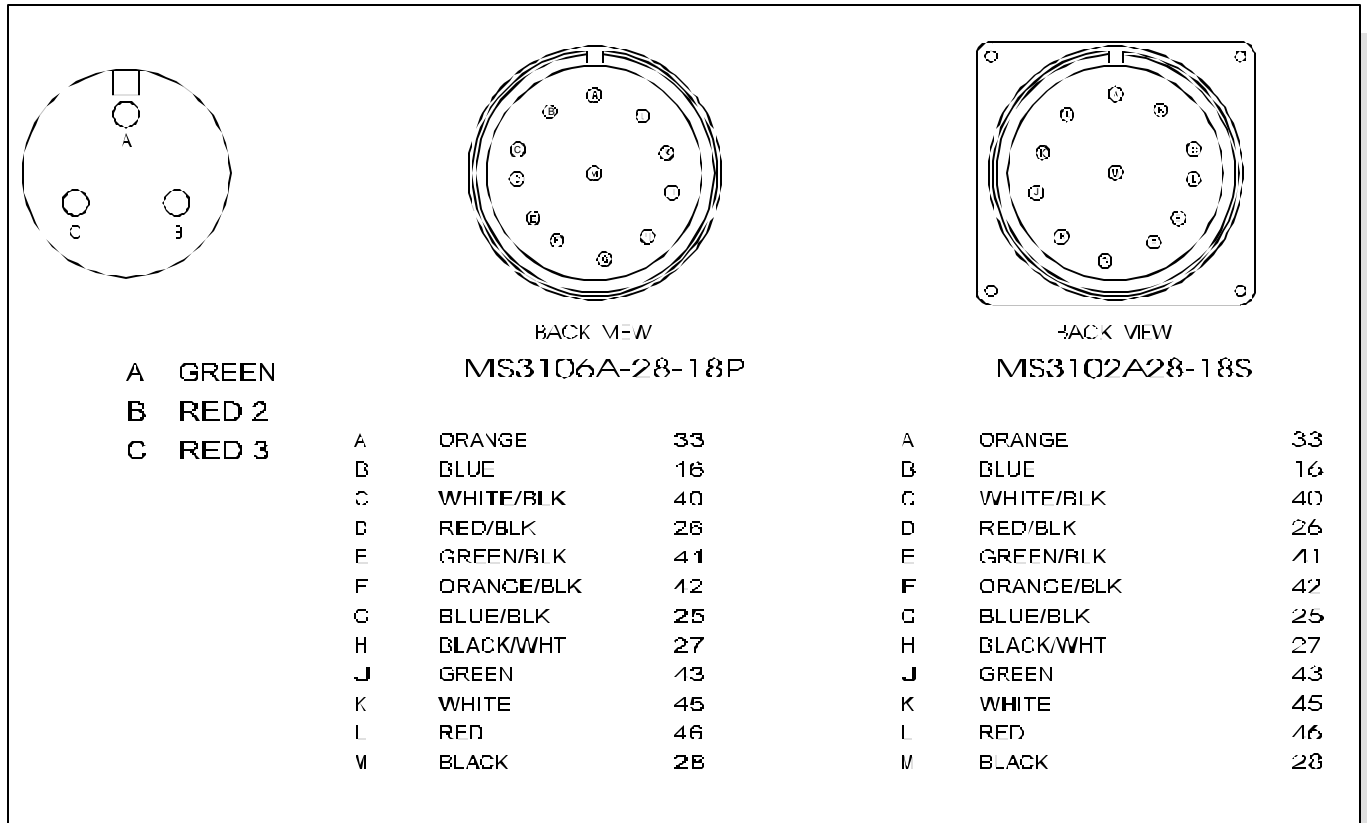 A
C B
A GREEN
B RED 2
C RED 3
A
B
C
M
E
G
BACK VIEW
MS3106A-28-18P
A ORANGE 33
B BLUE 16
C WHITE/BLK 40
D RED/BLK 26
E GREEN/BLK 41
F ORANGE/BLK 42
G BLUE/BLK 25
H BLACK/WHT 27
J GREEN 43
K WHITE 45
L RED 46
M BLACK 28
K
J
L
BACK VIEW
MS3102A28-18S
A ORANGE 33
B BLUE 16
C WHITE/BLK 40
D RED/BLK 26
E GREEN/BLK 41
F ORANGE/BLK 42
G BLUE/BLK 25
H BLACK/WHT 27
J GREEN 43
K WHITE 45
L RED 46
M BLACK 28